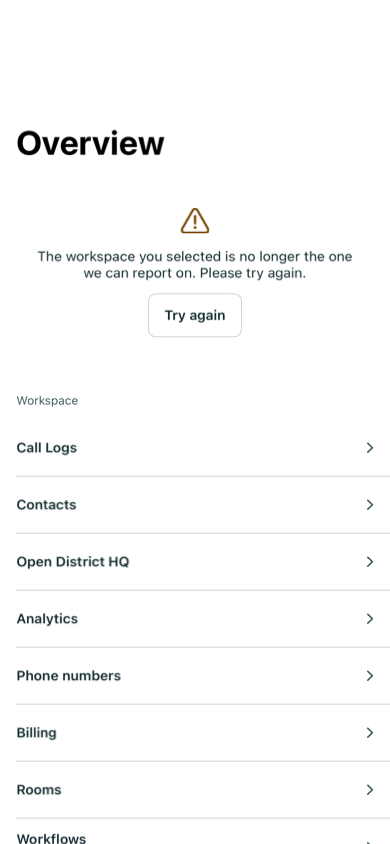 Overview
The workspace you selected is no longer the one
we can report on. Please try again.
Try again
Workspace
Call Logs
Contacts
Open District HQ
Analytics
Phone numbers
Billing
Rooms
Workflows